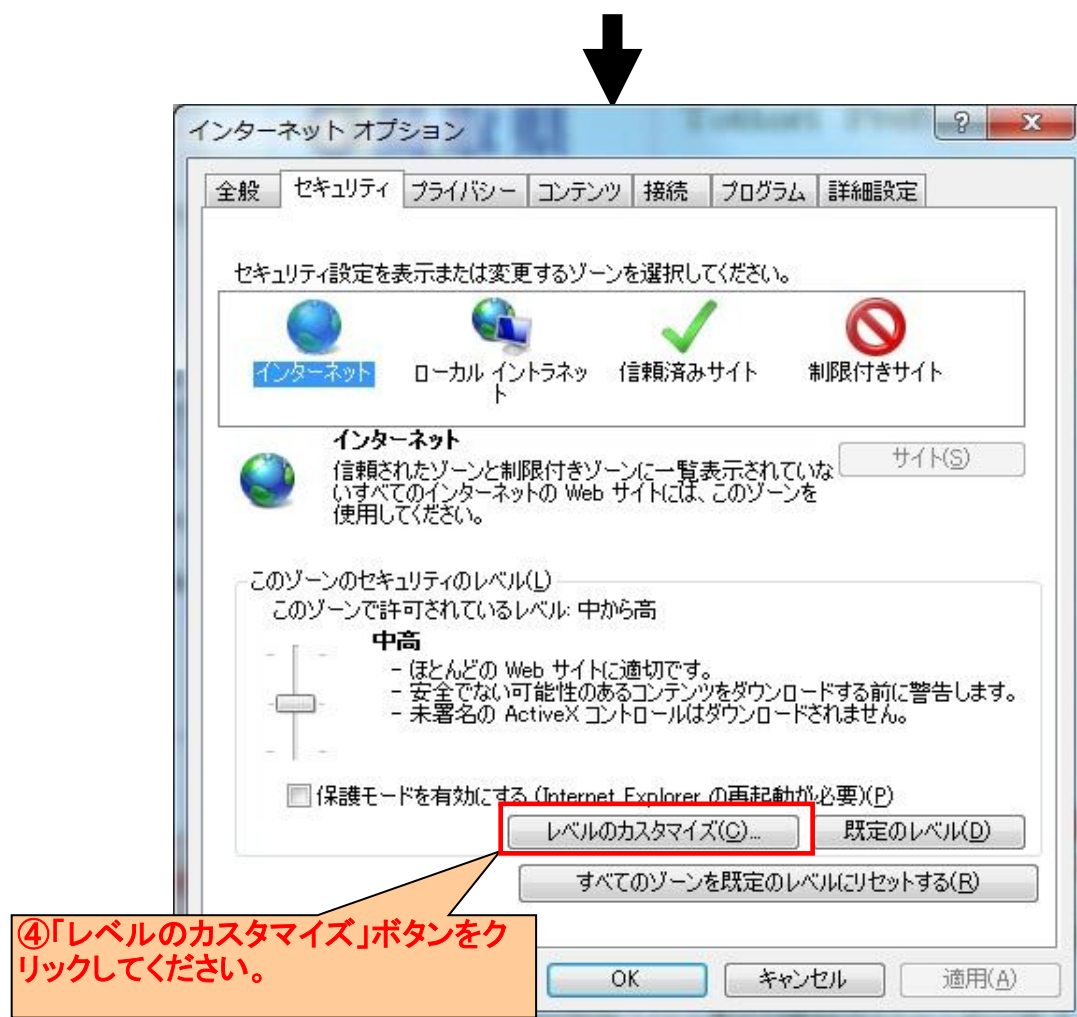 インターネット オプション
全般 セキュリティ プライバシー コンテンツ 接続 プログラム 詳細設定
セキュリティ設定を表示または変更するゾーンを選択してください。
インターネット
ローカル イントラネッ
ト
信頼済みサイト
制限付きサイト
インターネット
信頼されたゾーンと制限付きゾーンに一覧表示されていな
いすべてのインターネットの Web サイトには、このゾーンを
使用してください。
サイト(S)
このゾーンのセキュリティのレベル(L)
このゾーンで許可されているレベル: 中から高
中高
- ほとんどの Web サイトに適切です。
- 安全でない可能性のあるコンテンツをダウンロードする前に警告します。
- 未署名の ActiveX コントロールはダウンロードされません。
保護モードを有効にする (Internet Explorer の再起動が必要)(P)
レベルのカスタマイズ(C)... 既定のレベル(D)
すべてのゾーンを既定のレベルにリセットする(R)
④「レベルのカスタマイズ」ボタンをク
リックしてください。
OK キャンセル 適用(A)